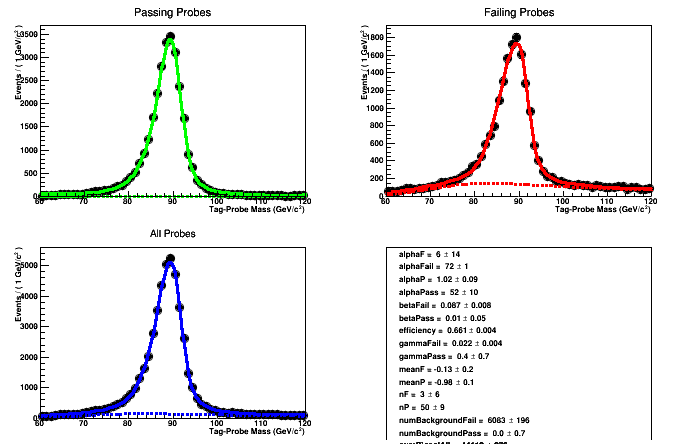 Passing Probes
Events / ( 1 GeV/c² )
3500
3000
2500
2000
1500
1000
500
0
60 70 80 90 100 110 120
Tag-Probe Mass (GeV/c²)
Failing Probes
Events / ( 1 GeV/c² )
1800
1600
1400
1200
1000
800
600
400
200
0
60 70 80 90 100 110 120
Tag-Probe Mass (GeV/c²)
All Probes
Events / ( 1 GeV/c² )
5000
4000
3000
2000
1000
0
60 70 80 90 100 110 120
Tag-Probe Mass (GeV/c²)
alphaF = 6 ± 14
alphaFail = 72 ± 1
alphaP = 1.02 ± 0.09
alphaPass = 52 ± 10
betaFail = 0.087 ± 0.008
betaPass = 0.01 ± 0.05
efficiency = 0.661 ± 0.004
gammaFail = 0.022 ± 0.004
gammaPass = 0.4 ± 0.7
meanF = -0.13 ± 0.2
meanP = -0.98 ± 0.1
nF = 3 ± 6
nP = 50 ± 9
numBackgroundFail = 6083 ± 196
numBackgroundPass = 0.0 ± 0.7